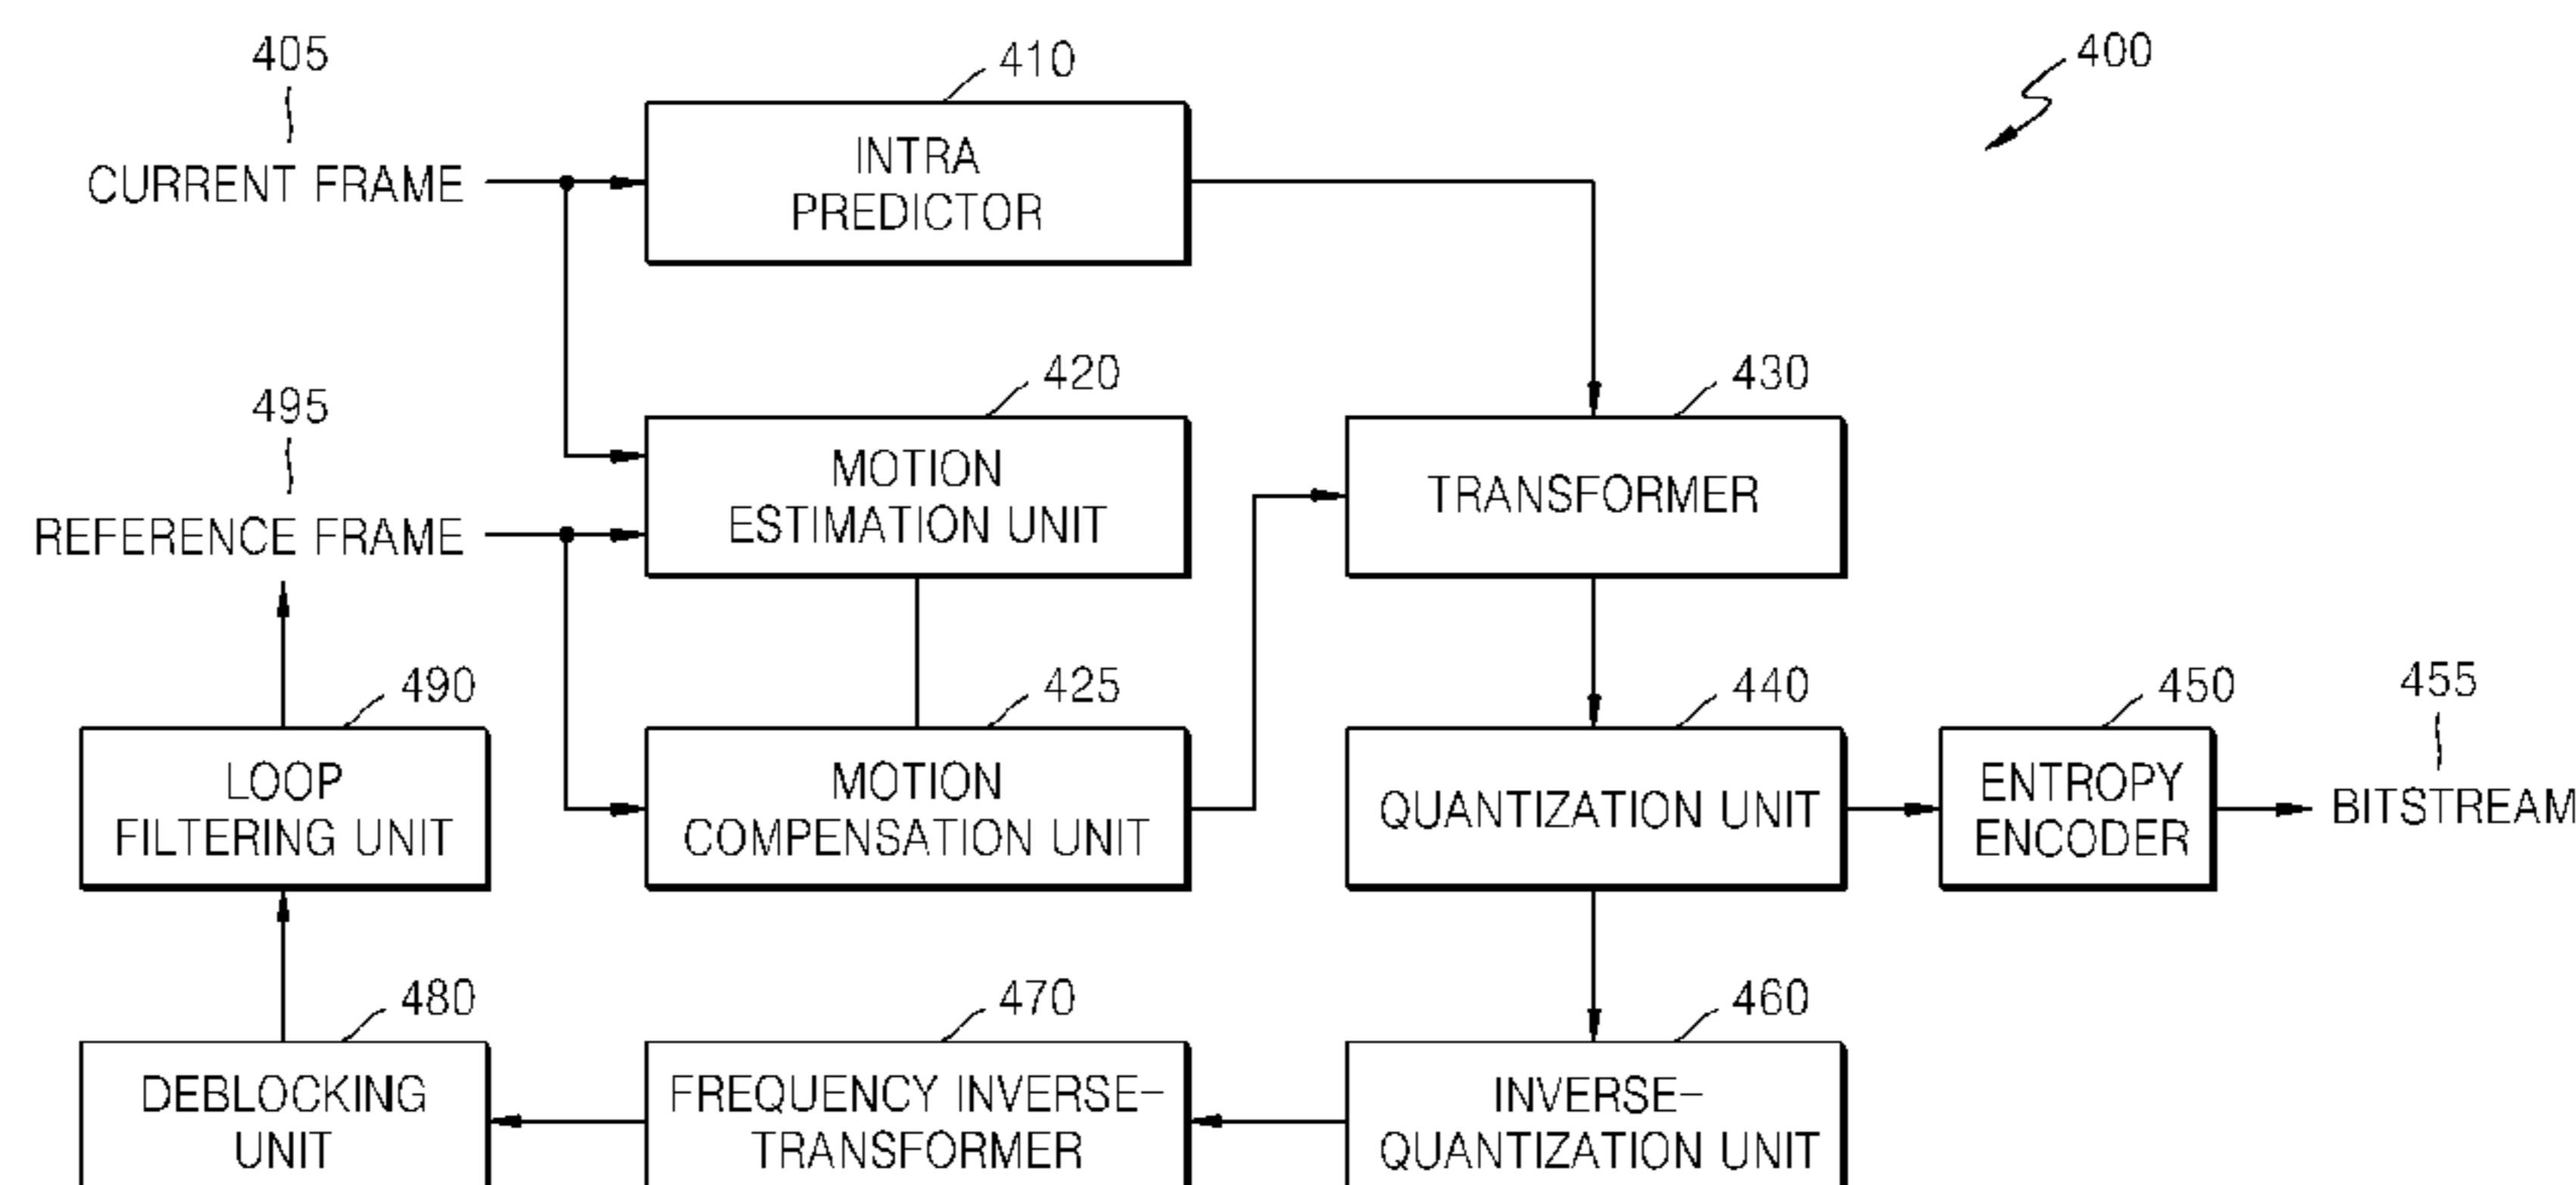 405
410
400
CURRENT FRAME
INTRA
PREDICTOR
495
420
430
REFERENCE FRAME
MOTION
ESTIMATION UNIT
TRANSFORMER
490
425
440
450
455
LOOP
FILTERING UNIT
MOTION
COMPENSATION UNIT
QUANTIZATION UNIT
ENTROPY
ENCODER
BITSTREAM
480
470
460
DEBLOCKING
UNIT
FREQUENCY INVERSE-
TRANSFORMER
INVERSE-
QUANTIZATION UNIT